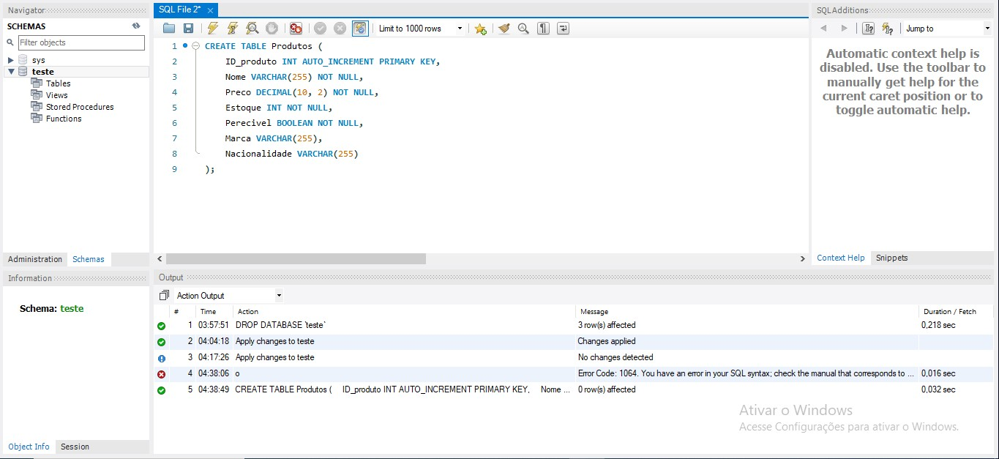 Navigator
SCHEMAS
Filter objects
sys
teste
Tables
Views
Stored Procedures
Functions
Administration Schemas
Information
Schema: teste
Object Info Session
SQL File 2* ×
Limit to 1000 rows
1 CREATE TABLE Produtos (
2 ID_produto INT AUTO_INCREMENT PRIMARY KEY,
3 Nome VARCHAR(255) NOT NULL,
4 Preco DECIMAL(10, 2) NOT NULL,
5 Estoque INT NOT NULL,
6 Perecivel BOOLEAN NOT NULL,
7 Marca VARCHAR(255),
8 Nacionalidade VARCHAR(255)
9 );
SQLAdditions
Jump to
Automatic context help is
disabled. Use the toolbar to
manually get help for the
current caret position or to
toggle automatic help.
Context Help Snippets
Output
Action Output
# Time Action Message Duration / Fetch
1 03:57:51 DROP DATABASE `teste` 3 row(s) affected 0,218 sec
2 04:04:18 Apply changes to teste Changes applied
3 04:17:26 Apply changes to teste No changes detected
4 04:38:06 o Error Code: 1064. You have an error in your SQL syntax; check the manual that corresponds to ... 0,016 sec
5 04:38:49 CREATE TABLE Produtos ( ID_produto INT AUTO_INCREMENT PRIMARY KEY, Nome ... 0 row(s) affected 0,032 sec
Ativar o Windows
Acesse Configurações para ativar o Windows.